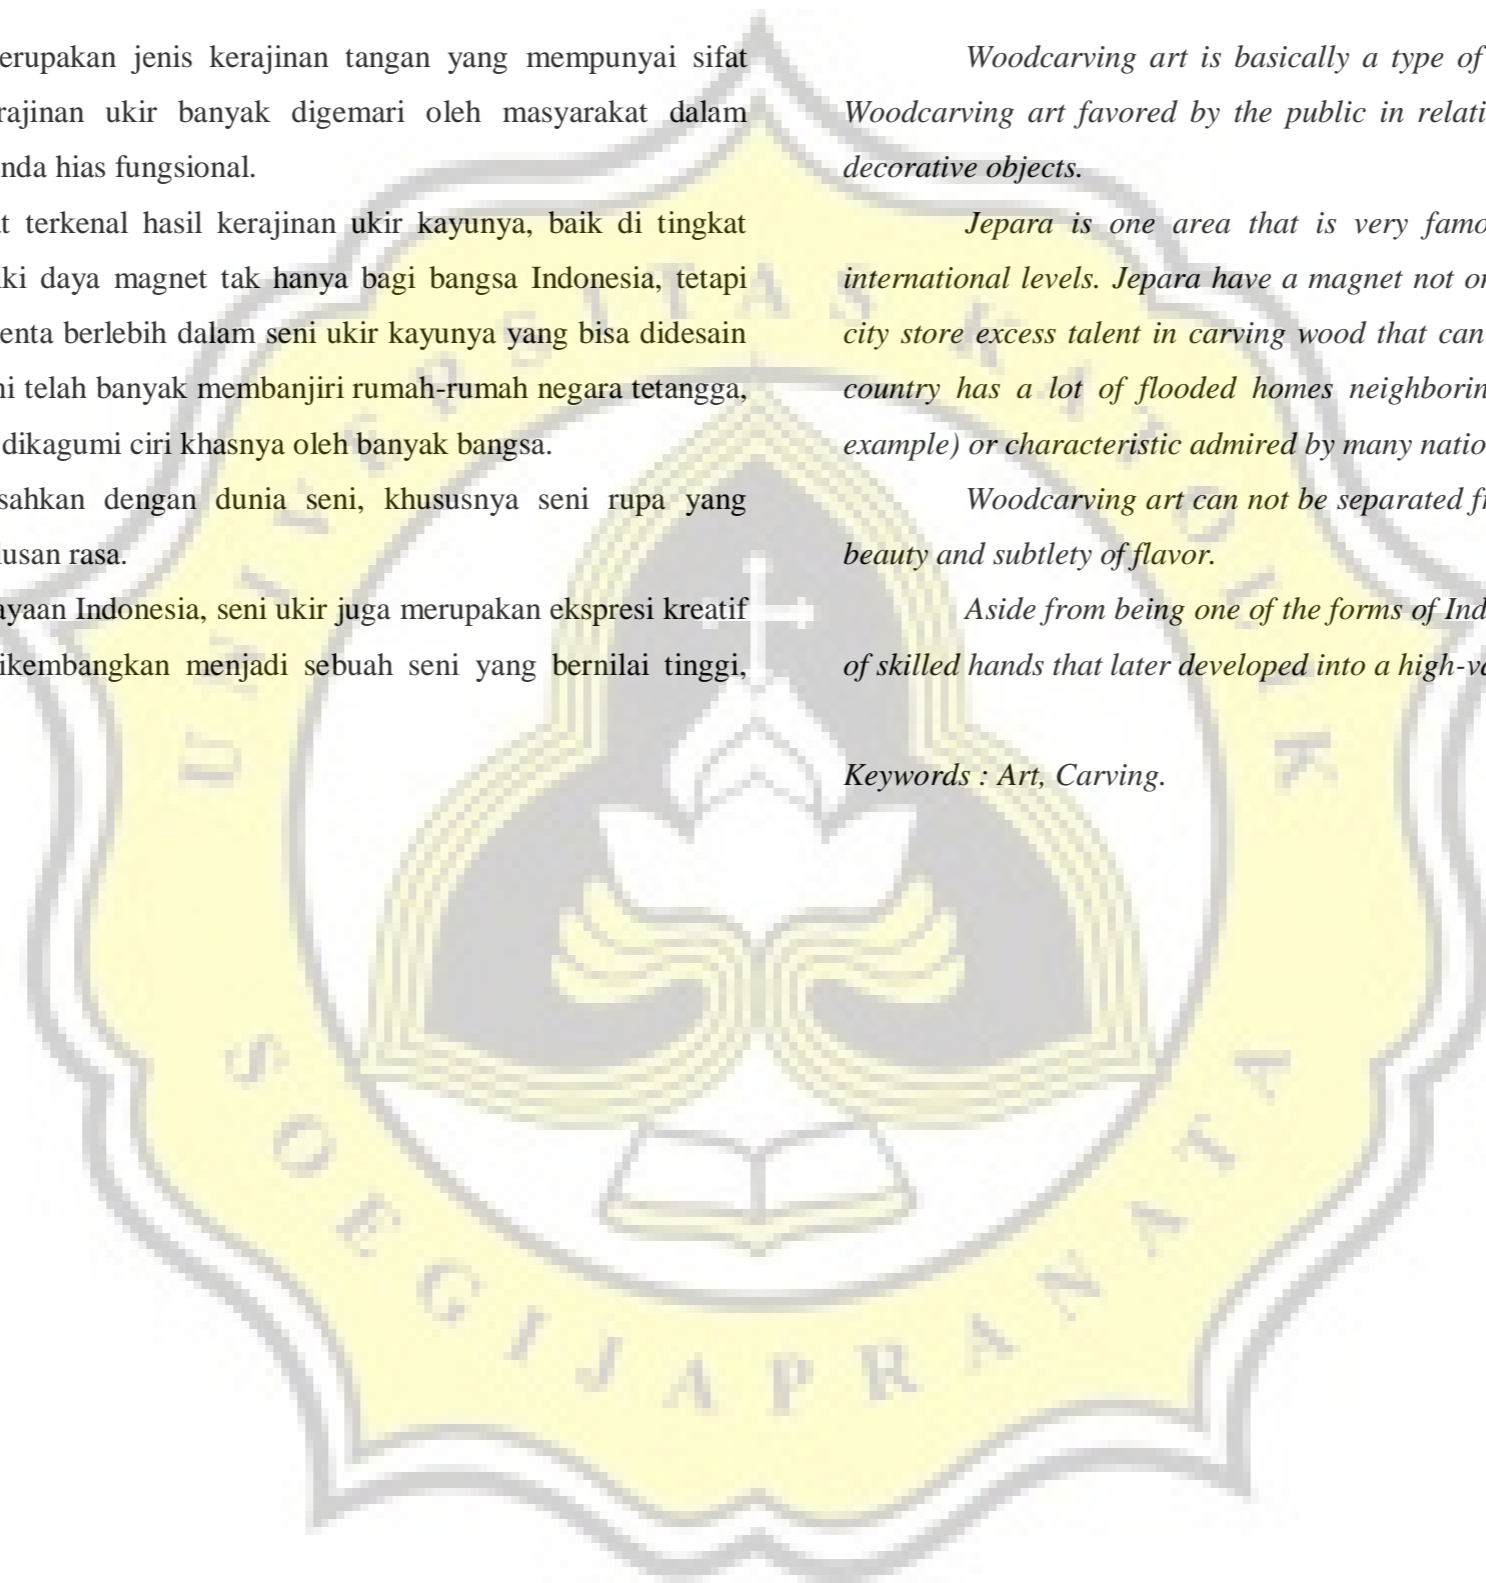 erupakan jenis kerajinan tangan yang mempunyai sifat
rajinan ukir banyak digemari oleh masyarakat dalam
nda hias fungsional.
terkenal hasil kerajinan ukir kayunya, baik di tingkat
ki daya magnet tak hanya bagi bangsa Indonesia, tetapi
enta berlebih dalam seni ukir kayunya yang bisa didesain
ni telah banyak membanjiri rumah-rumah negara tetangga,
dikagumi ciri khasnya oleh banyak bangsa.
sahkan dengan dunia seni, khususnya seni rupa yang
lusan rasa.
ayaan Indonesia, seni ukir juga merupakan ekspresi kreatif
ikembangkan menjadi sebuah seni yang bernilai tinggi,
Woodcarving art is basically a type of
Woodcarving art favored by the public in relati
decorative objects.
Jepara is one area that is very famo
international levels. Jepara have a magnet not on
city store excess talent in carving wood that can
country has a lot of flooded homes neighborin
example) or characteristic admired by many natio
Woodcarving art can not be separated fr
beauty and subtlety of flavor.
Aside from being one of the forms of Ind
of skilled hands that later developed into a high-va
Keywords : Art, Carving.
UNIVERSITAS KATOLIK
SOEGIJAPRANATA